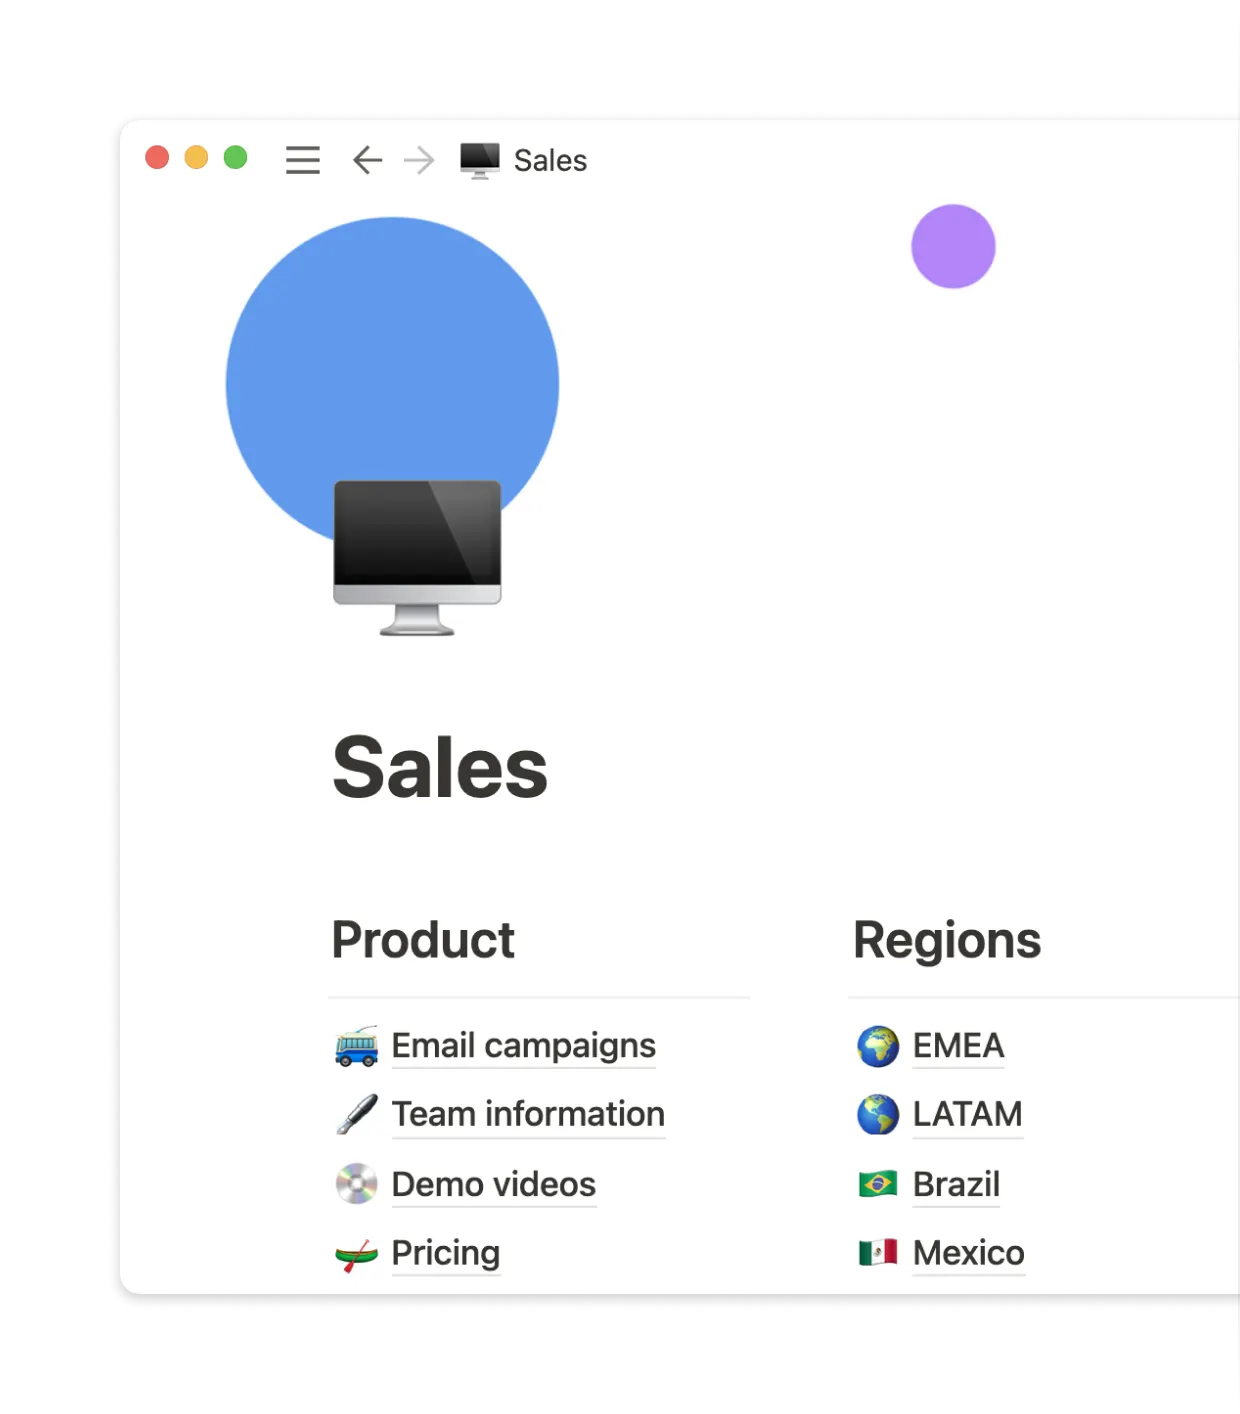 Sales
Sales
Product
Email campaigns
Team information
Demo videos
Pricing
Regions
EMEA
LATAM
Brazil
Mexico